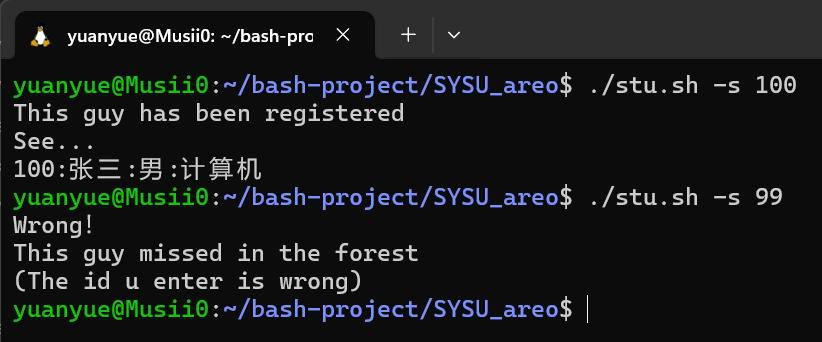 yuanyue@Musii0: ~/bash-pro
yuanyue@Musii0:~/bash-project/SYSU_areo$ ./stu.sh -s 100
This guy has been registered
See...
100:张三:男:计算机
yuanyue@Musii0:~/bash-project/SYSU_areo$ ./stu.sh -s 99
Wrong!
This guy missed in the forest
(The id u enter is wrong)
yuanyue@Musii0:~/bash-project/SYSU_areo$